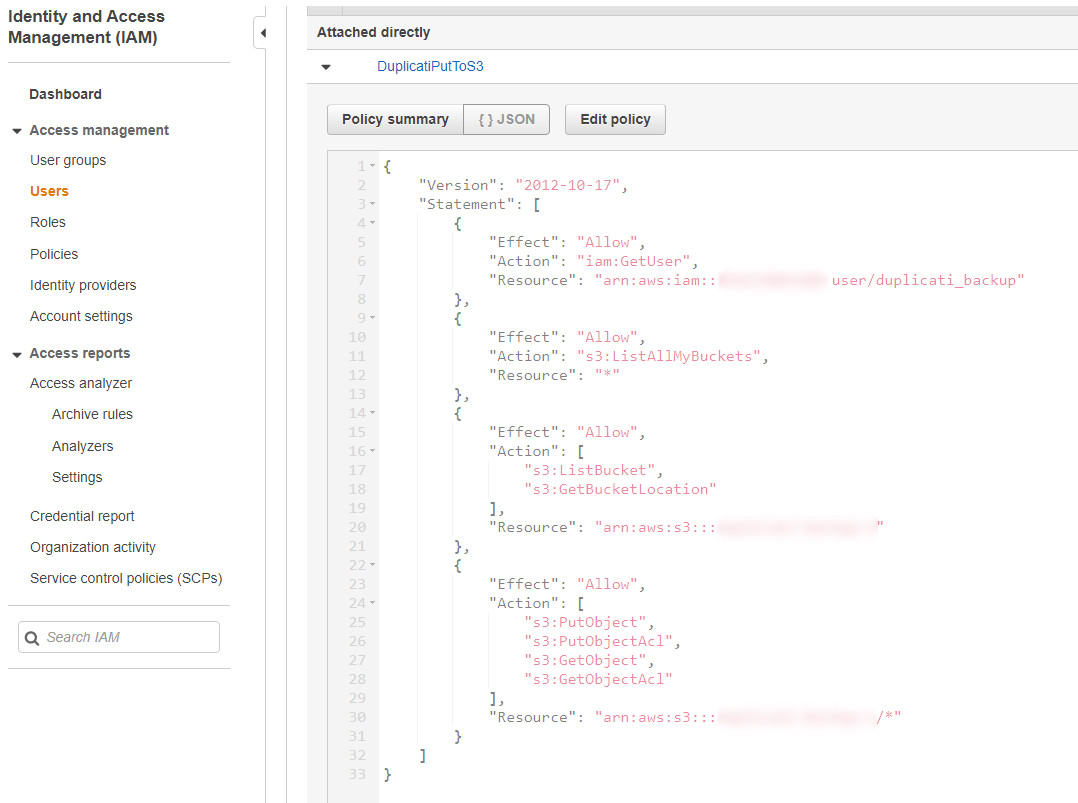 Identity and Access
Management (IAM)
Dashboard
Access management
User groups
Users
Roles
Policies
Identity providers
Account settings
Access reports
Access analyzer
Archive rules
Analyzers
Settings
Credential report
Organization activity
Service control policies (SCPs)
Search IAM
Attached directly
DuplicatiPutToS3
Policy summary { } JSON Edit policy
1 {
2 "Version": "2012-10-17",
3 "Statement": [
4 {
5 "Effect": "Allow",
6 "Action": "iam:GetUser",
7 "Resource": "arn:aws:iam:: user/duplicati_backup"
8 },
9 {
10 "Effect": "Allow",
11 "Action": "s3:ListAllMyBuckets",
12 "Resource": "*"
13 },
14 {
15 "Effect": "Allow",
16 "Action": [
17 "s3:ListBucket",
18 "s3:GetBucketLocation"
19 ],
20 "Resource": "arn:aws:s3::: "
21 },
22 {
23 "Effect": "Allow",
24 "Action": [
25 "s3:PutObject",
26 "s3:PutObjectAcl",
27 "s3:GetObject",
28 "s3:GetObjectAcl"
29 ],
30 "Resource": "arn:aws:s3::: /*"
31 }
32 ]
33 }